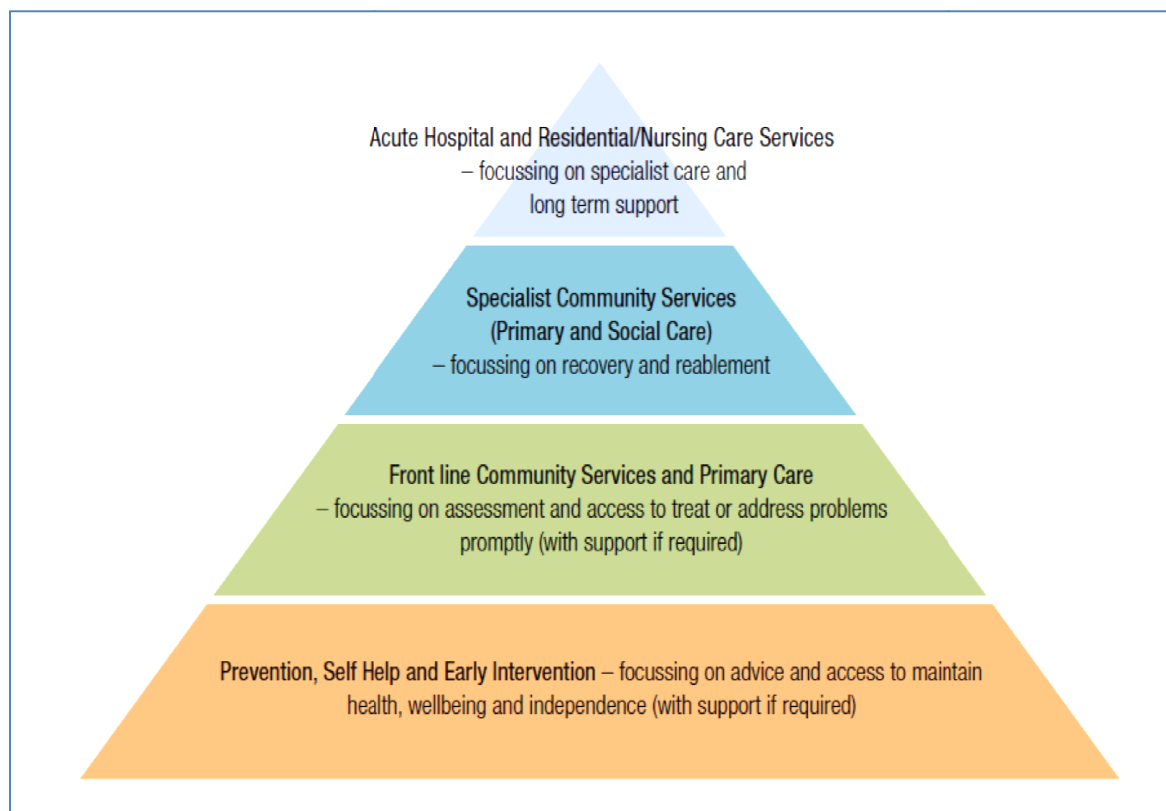 Acute Hospital and Residential/Nursing Care Services
– focussing on specialist care and
long term support
Specialist Community Services
(Primary and Social Care)
– focussing on recovery and reablement
Front line Community Services and Primary Care
– focussing on assessment and access to treat or address problems
promptly (with support if required)
Prevention, Self Help and Early Intervention – focussing on advice and access to maintain
health, wellbeing and independence (with support if required)